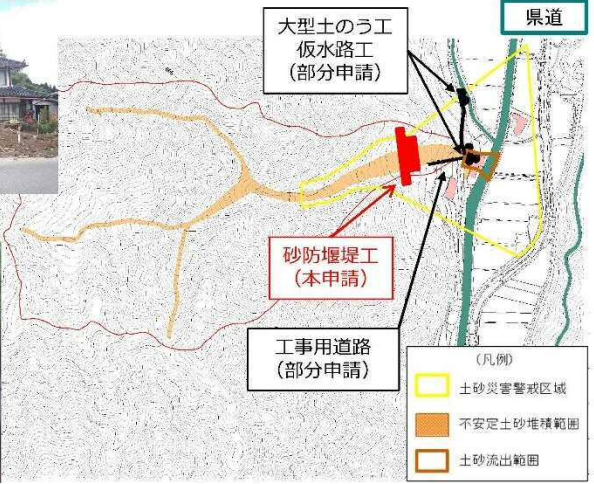 県道
大型土のう工
仮水路工
(部分申請)
砂防堰堤工
(本申請)
工事用道路
(部分申請)
(凡例)
土砂災害警戒区域
不安定土砂堆積範囲
土砂流出範囲